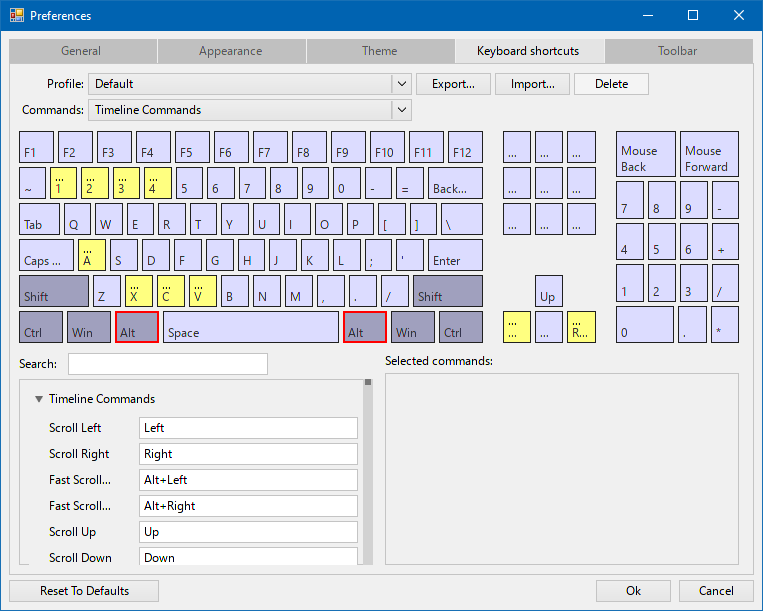 Preferences
General Appearance Theme Keyboard shortcuts Toolbar
Profile: Default Export... Import... Delete
Commands: Timeline Commands
F1 F2 F3 F4 F5 F6 F7 F8 F9 F10 F11 F12 ... ... ... Mouse Back Mouse Forward
~ ... 1 ... 2 ... 3 ... 4 5 6 7 8 9 0 - = Back... ... ... ... 7 8 9 -
Tab Q W E R T Y U I O P [ ] \ ... ... ...
Caps ... ... A S D F G H J K L ; ' Enter 4 5 6 +
Shift Z ... X ... C ... V B N M , . / Shift Up 1 2 3 /
Ctrl Win Alt Space Alt Win Ctrl ... ... ... ... R... 0 . *
Search: Selected commands:
Timeline Commands
Scroll Left Left
Scroll Right Right
Fast Scroll... Alt+Left
Fast Scroll... Alt+Right
Scroll Up Up
Scroll Down Down
Reset To Defaults Ok Cancel